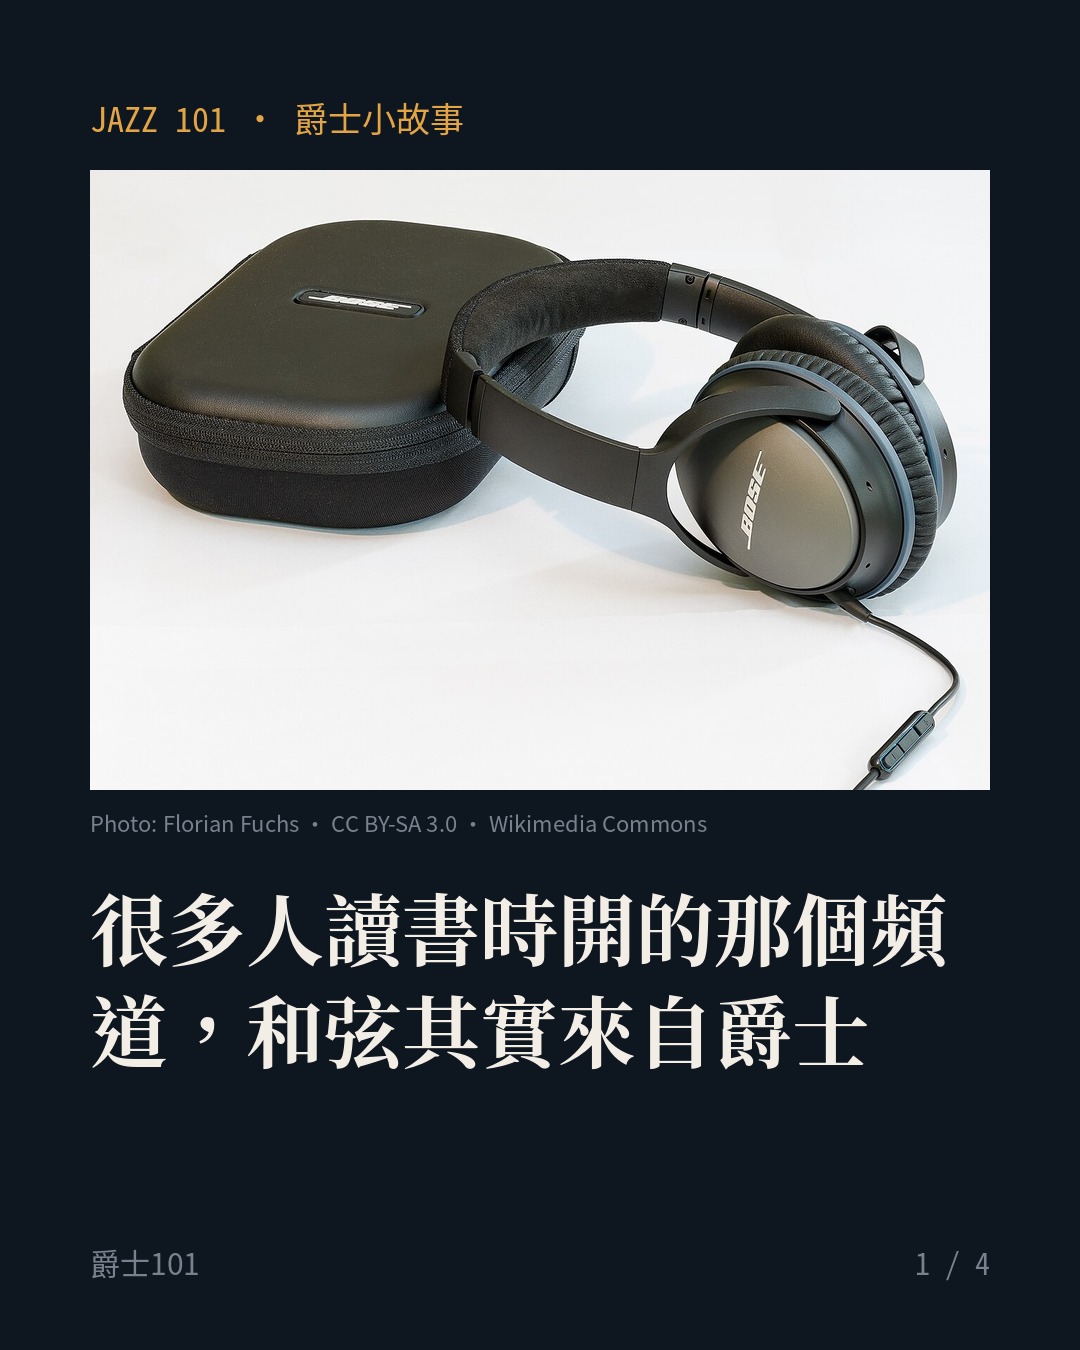 JAZZ 101 · 爵士小故事
BOSE
BOSE
Photo: Florian Fuchs · CC BY-SA 3.0 · Wikimedia Commons
很多人讀書時開的那個頻
道，和弦其實來自爵士
爵士101
1 / 4